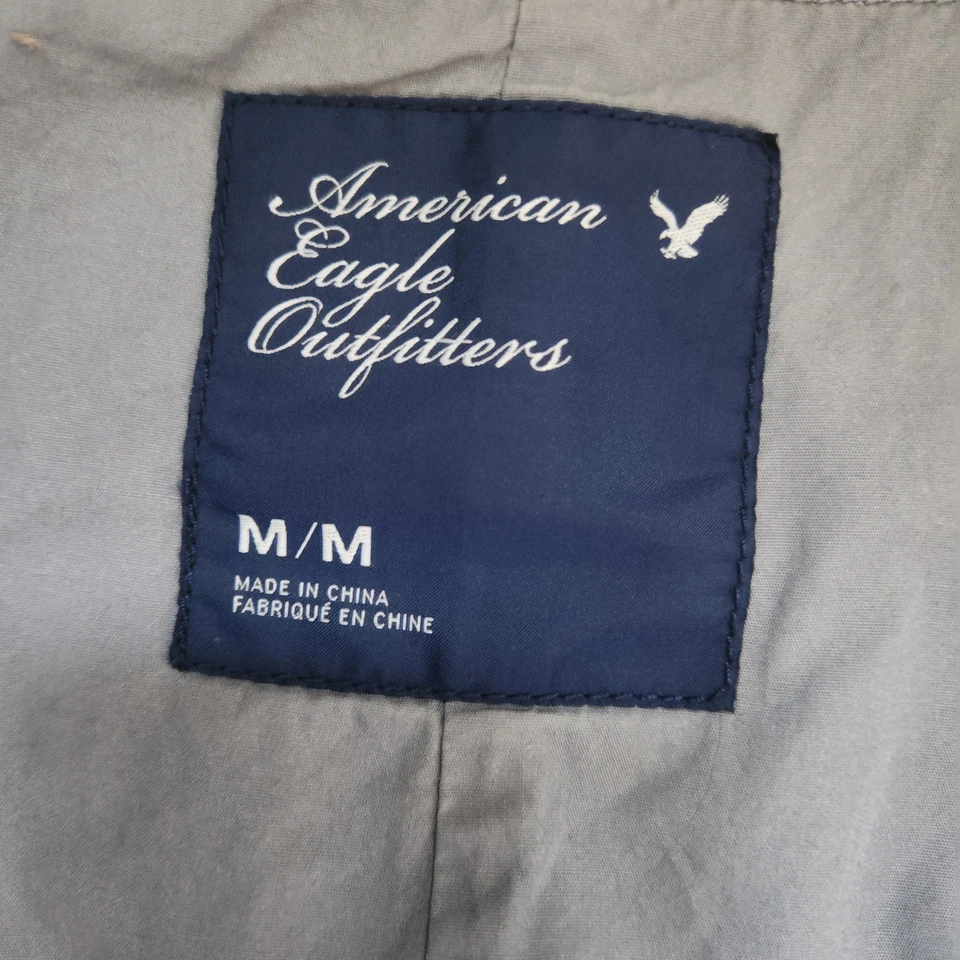 American
Eagle
Outfitters
M/M
MADE IN CHINA
FABRIQUÉ EN CHINE